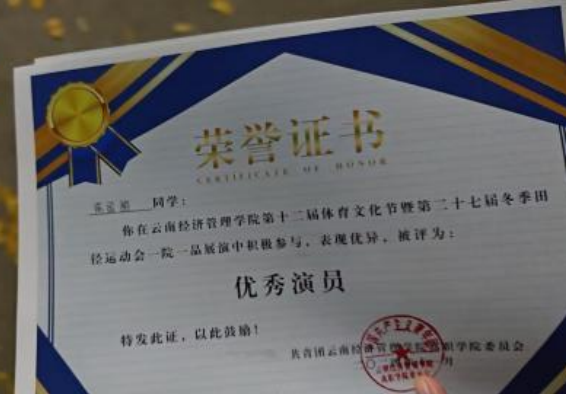 荣誉证书
CERTIFICATE OF HONOR
同学：
你在云南经济管理学院第十二届体育文化节暨第二十七届冬季田
径运动会一院一品展演中积极参与，表现优异，被评为：
优秀演员
特发此证，以此鼓励！
共青团云南经济管理学院 学院委员会
月